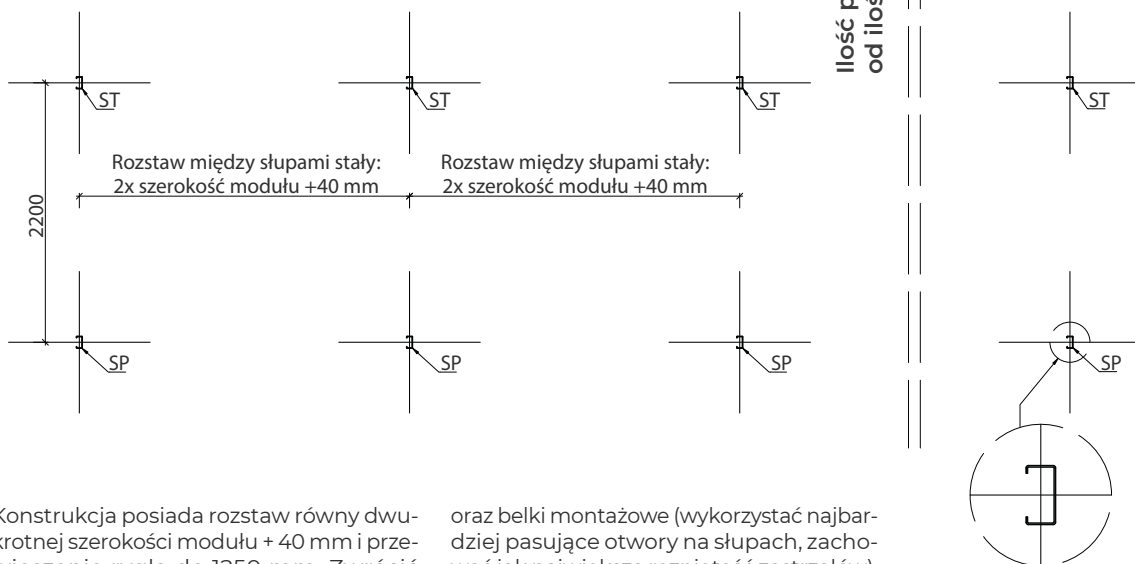 Ilość
od
ST
ST
ST
ST
Rozstaw między słupami stały:
2x szerokość modułu +40 mm
Rozstaw między słupami stały:
2x szerokość modułu +40 mm
2200
SP
SP
SP
SP
Konstrukcja posiada rozstaw równy dwu-
krotnej szerokości modułu + 40 mm i prze-
oraz belki montażowe (wykorzystać najbar-
dziej pasujące otwory na słupach, zacho-